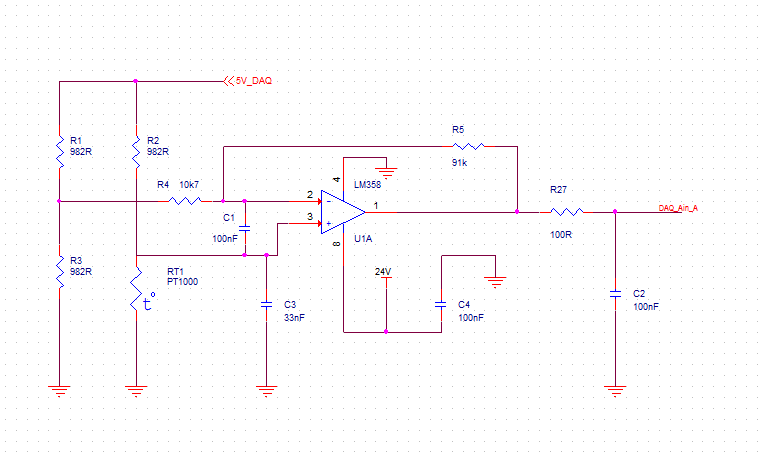 5V_DAQ
R1
982R
R2
982R
R5
91k
R4 10k7
4
LM358
2
-
3
+
1
8
U1A
C1
100nF
R27
100R
DAQ_Ain_A
R3
982R
RT1
PT1000
t°
24V
C3
33nF
C4
100nF
C2
100nF